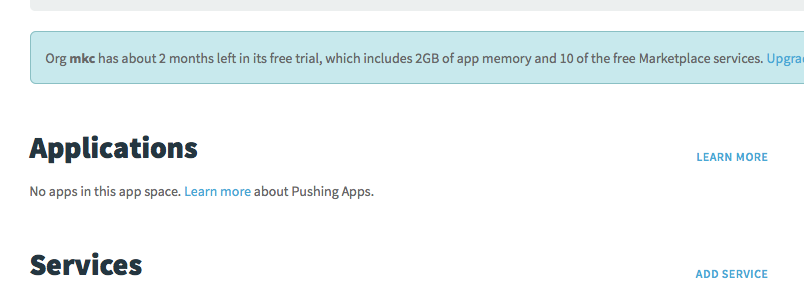 Org mkc has about 2 months left in its free trial, which includes 2GB of app memory and 10 of the free Marketplace services.
Applications
LEARN MORE
No apps in this app space. Learn more about Pushing Apps.
Services
ADD SERVICE